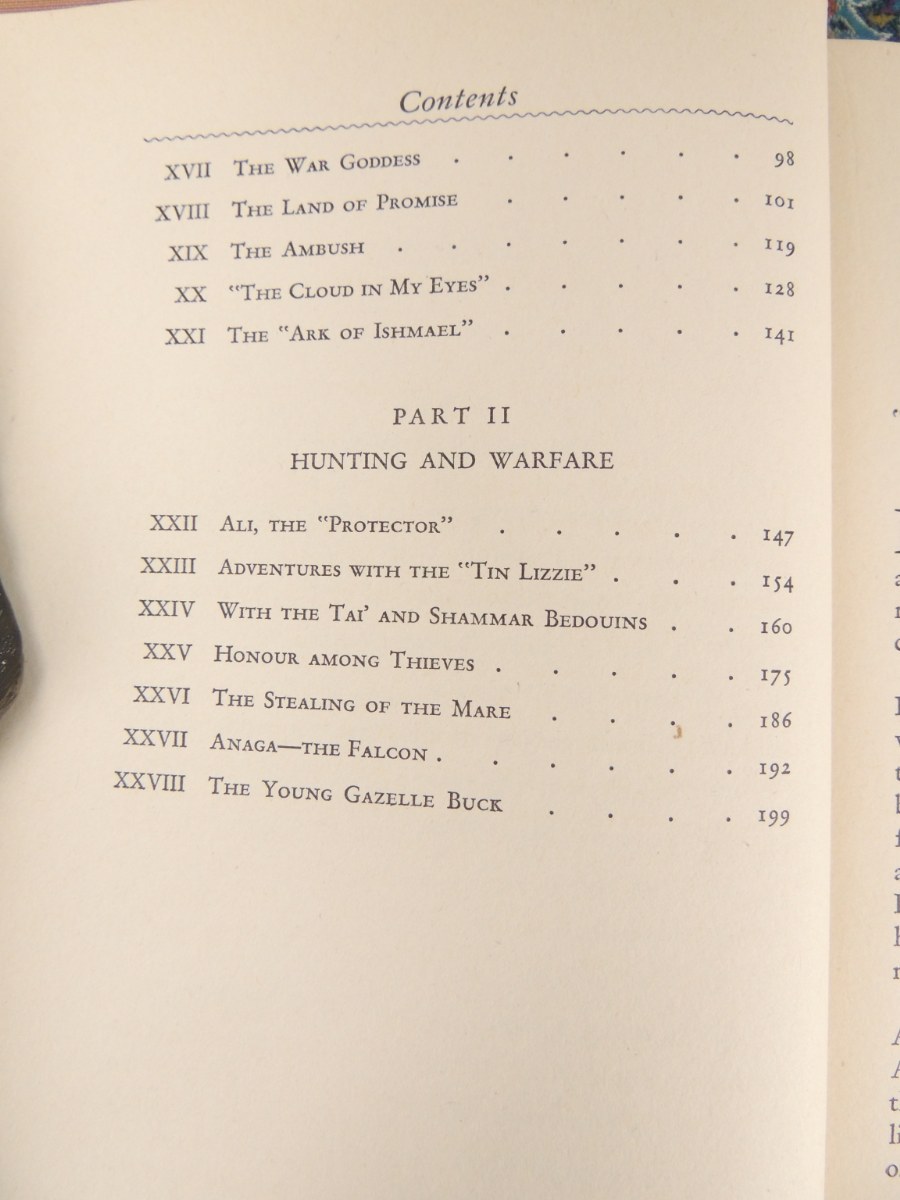 Contents
XVII The War Goddess . . . . . . 98
XVIII The Land of Promise . . . . . 101
XIX The Ambush . . . . . . . 119
XX "The Cloud in My Eyes" . . . . . 128
XXI The "Ark of Ishmael" . . . . . 141
PART II
HUNTING AND WARFARE
XXII Ali, the "Protector" . . . . . 147
XXIII Adventures with the "Tin Lizzie" . . . 154
XXIV With the Tai' and Shammar Bedouins . . 160
XXV Honour among Thieves . . . . . 175
XXVI The Stealing of the Mare . . . . 186
XXVII Anaga—the Falcon . . . . . . 192
XXVIII The Young Gazelle Buck . . . . 199